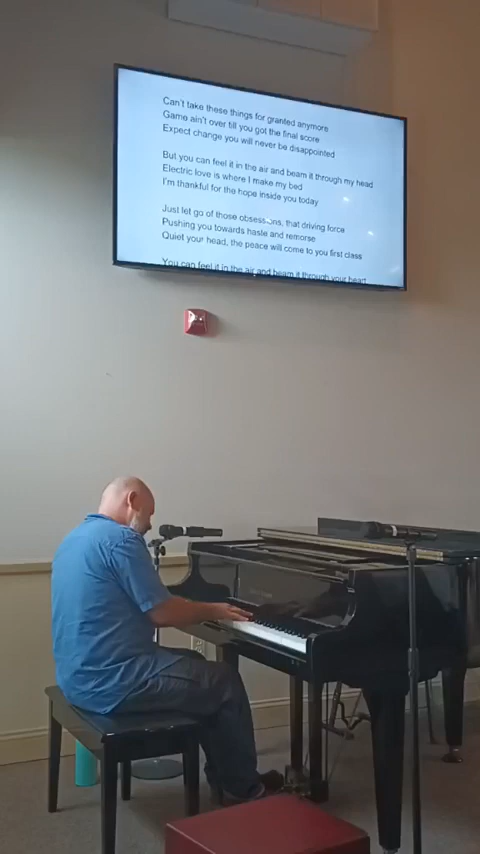 Can't take these things for granted anymore
Game ain't over till you got the final score
Expect change you will never be disappointed
But you can feel it in the air and beam it through my head
Electric love is where I make my bed
I'm thankful for the hope inside you today
Just let go of those obsessions, that driving force
Pushing you towards haste and remorse
Quiet your head, the peace will come to you first class
You can feel it in the air and beam it through your heart